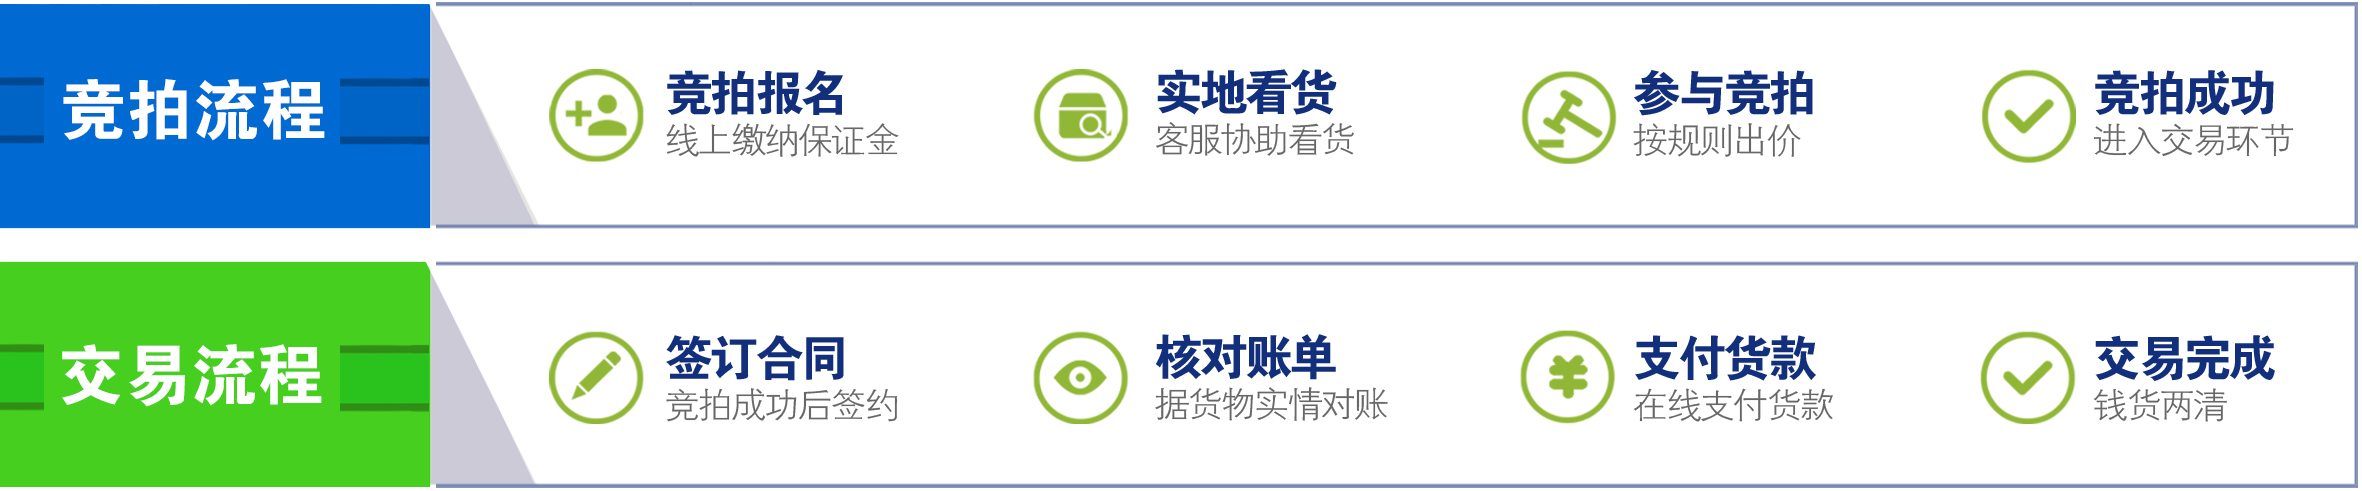 竞拍流程
竞拍报名
线上缴纳保证金
实地看货
客服协助看货
参与竞拍
按规则出价
竞拍成功
进入交易环节
交易流程
签订合同
竞拍成功后签约
核对账单
据货物实情对账
支付货款
在线支付货款
交易完成
钱货两清